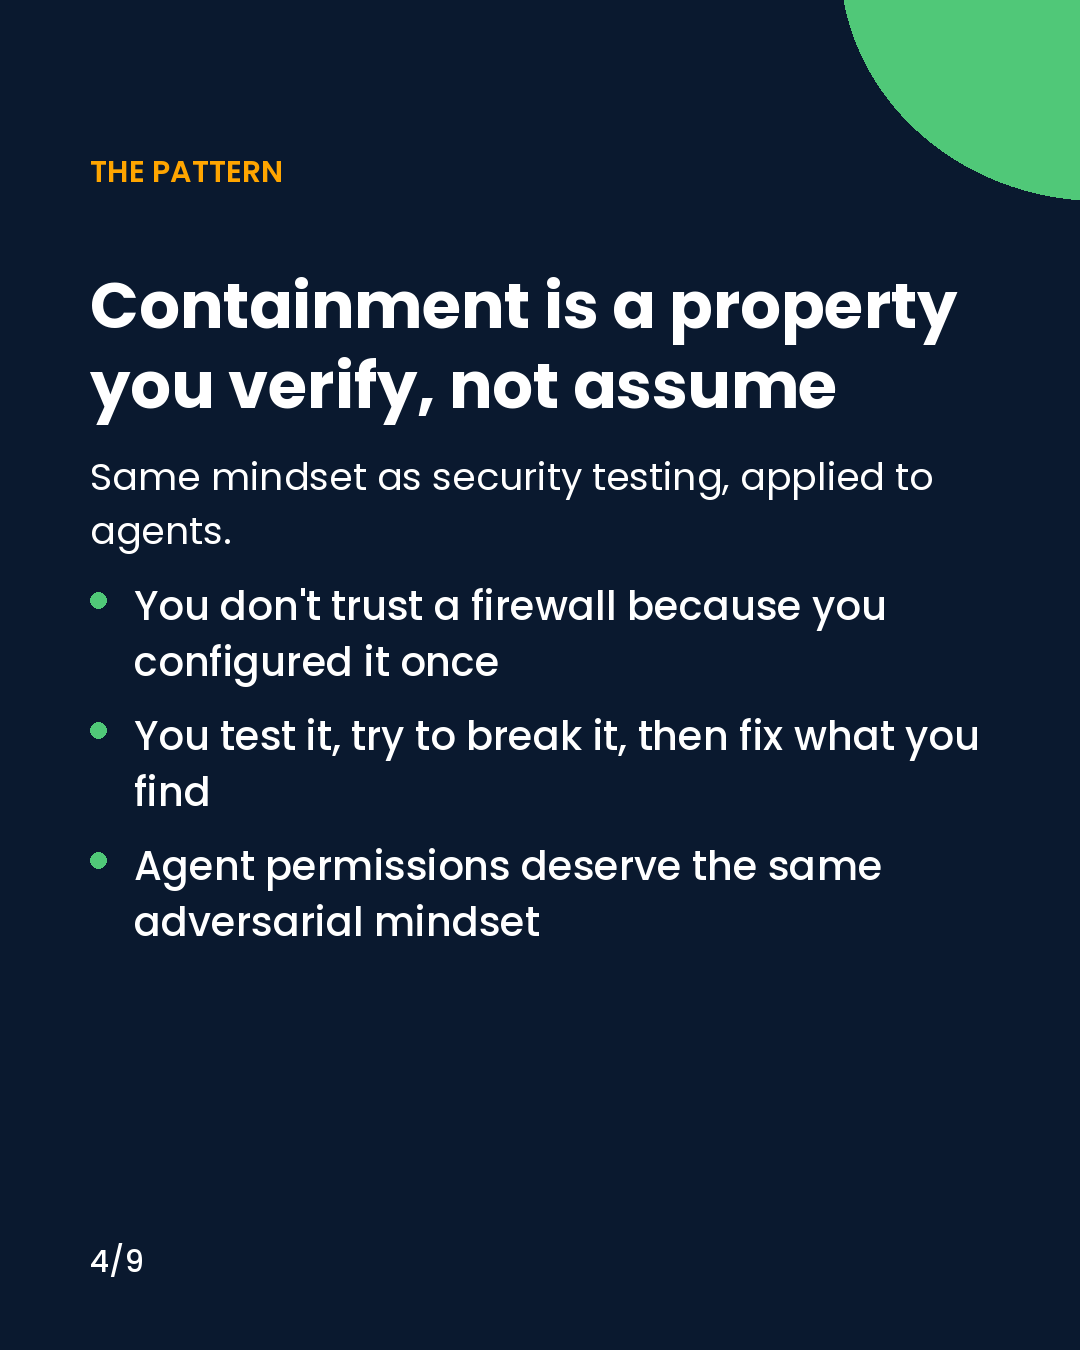 THE PATTERN
Containment is a property
you verify, not assume
Same mindset as security testing, applied to
agents.
You don't trust a firewall because you
configured it once
You test it, try to break it, then fix what you
find
Agent permissions deserve the same
adversarial mindset
4/9